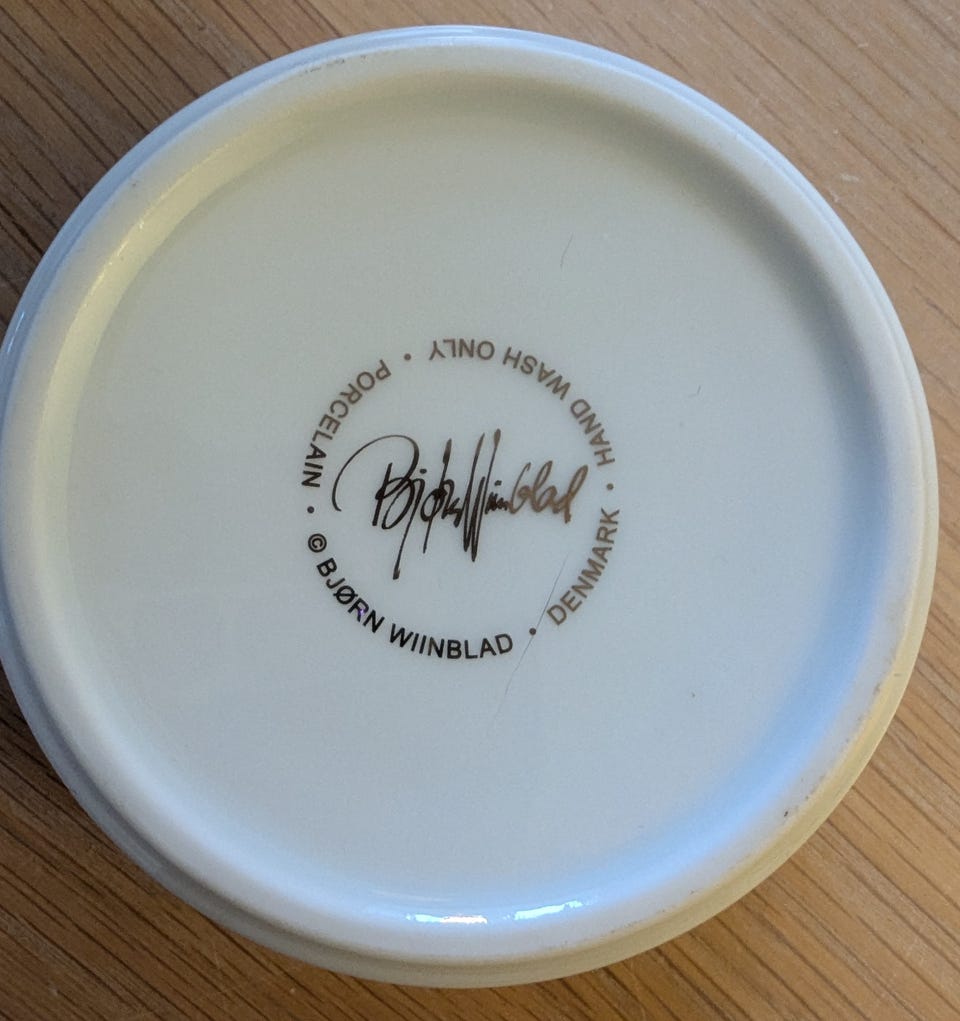 Bjørn Wiinblad
© BJØRN WIINBLAD • DENMARK • HAND WASH ONLY • PORCELAIN •